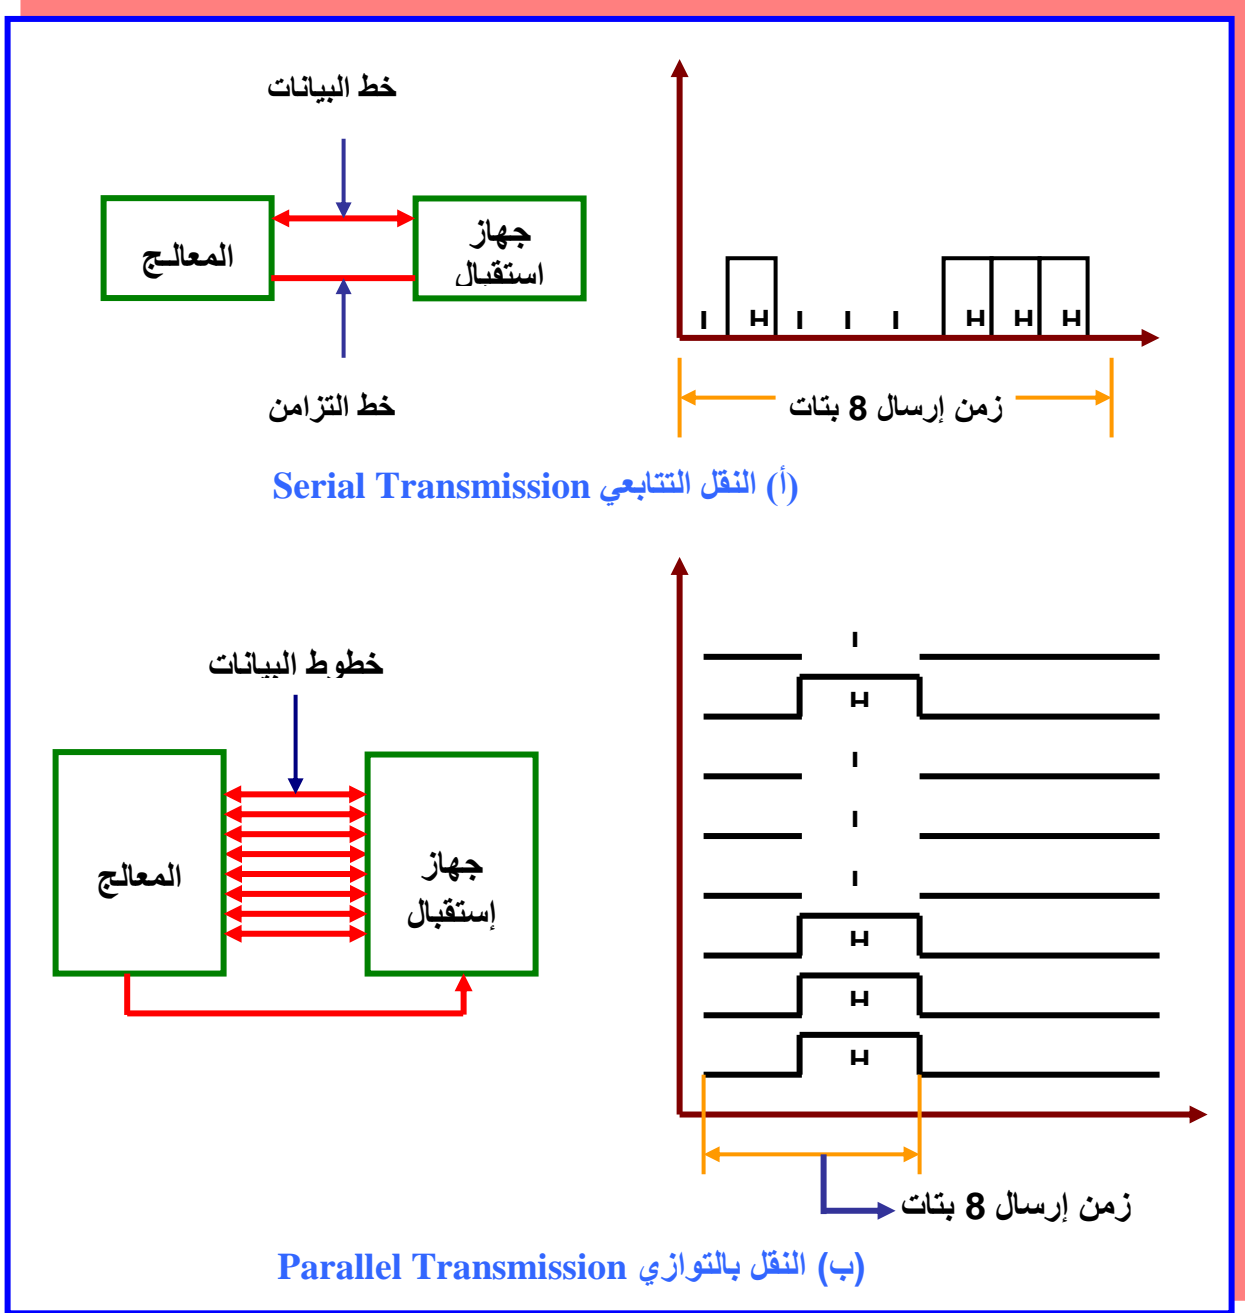 خط البيانات
المعالـج
جهاز
استقبال
خط التزامن
I H I I I H H H
زمن إرسال 8 بتات
(أ) النقل التتابعي Serial Transmission
خطوط البيانات
المعالج
جهاز
إستقبال
I
H
I
I
I
H
H
H
زمن إرسال 8 بتات
(ب) النقل بالتوازي Parallel Transmission